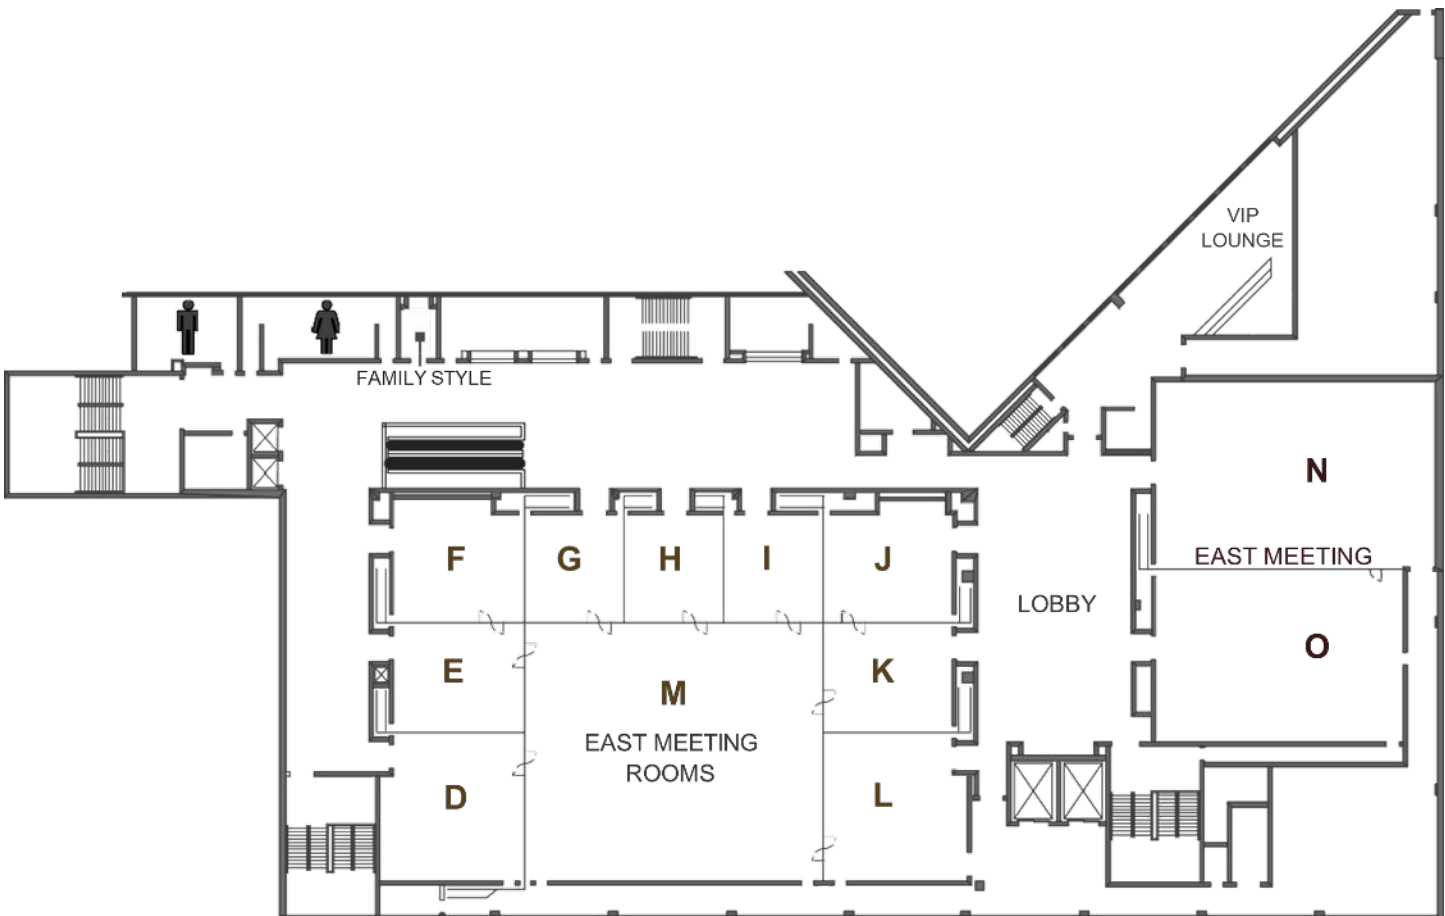 VIP
LOUNGE
FAMILY STYLE
N
F
G
H
I
J
EAST MEETING
LOBBY
O
E
M
K
EAST MEETING
ROOMS
D
L